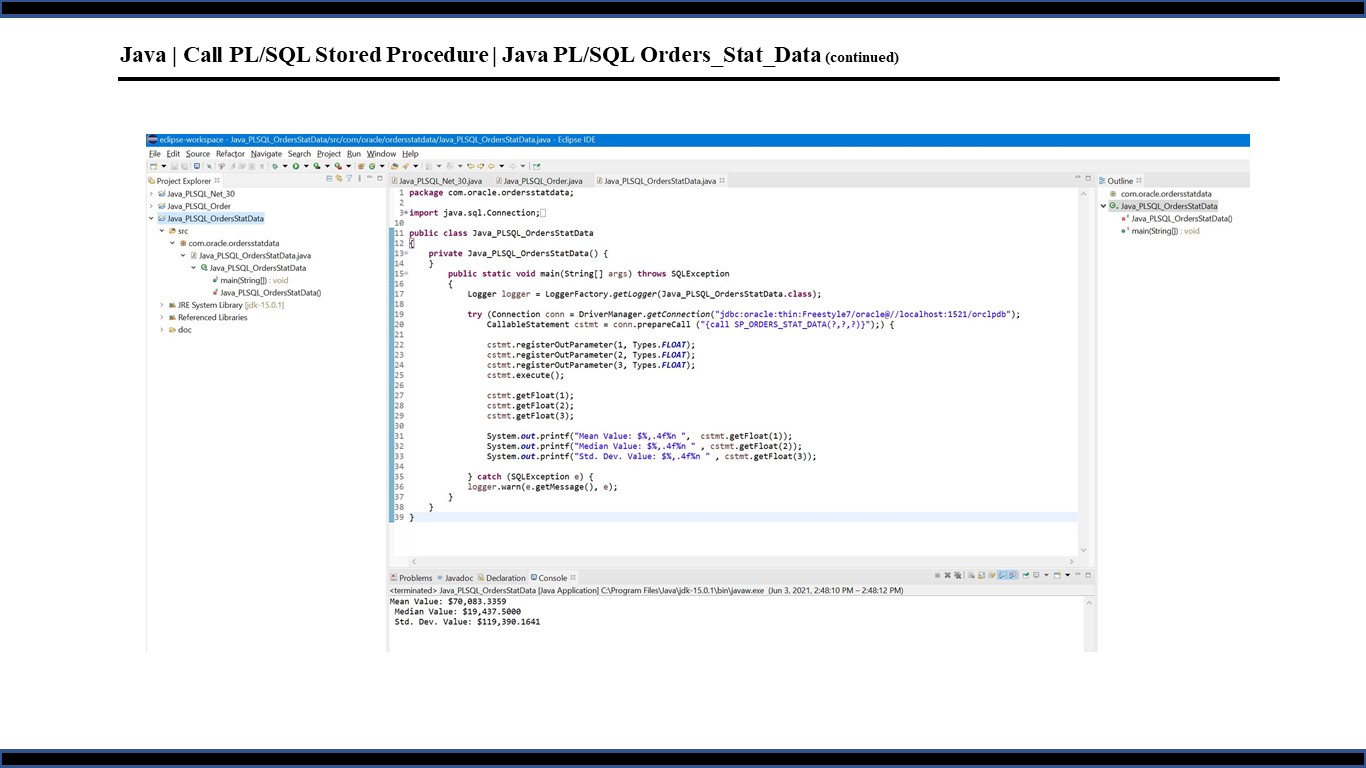 Java | Call PL/SQL Stored Procedure| Java PL/SQL Orders_Stat_Data (continued)
eclipse-workspace - Java_PLSQL_OrdersStatData/src/com/oracle/ordersstatdata/Java_PLSQL_OrdersStatData.java - Eclipse IDE
File Edit Source Refactor Navigate Search Project Run Window Help
Project Explorer
Java_PLSQL_Net_30
Java_PLSQL_Order
Java_PLSQL_OrdersStatData
src
com.oracle.ordersstatdata
Java_PLSQL_OrdersStatData.java
Java_PLSQL_OrdersStatData
main(String[]) : void
Java_PLSQL_OrdersStatData()
JRE System Library [jdk-15.0.1]
Referenced Libraries
doc
Java_PLSQL_Net_30.java Java_PLSQL_Order.java Java_PLSQL_OrdersStatData.java
1 package com.oracle.ordersstatdata;
2
3 import java.sql.Connection;
10
11 public class Java_PLSQL_OrdersStatData
12 {
13 private Java_PLSQL_OrdersStatData() {
14 }
15 public static void main(String[] args) throws SQLException
16 {
17 Logger logger = LoggerFactory.getLogger(Java_PLSQL_OrdersStatData.class);
18
19 try (Connection conn = DriverManager.getConnection("jdbc:oracle:thin:Freestyle7/oracle@//localhost:1521/orclpdb");
20 CallableStatement cstmt = conn.prepareCall ("{call SP_ORDERS_STAT_DATA(?,?,?)}");) {
21
22 cstmt.registerOutParameter(1, Types.FLOAT);
23 cstmt.registerOutParameter(2, Types.FLOAT);
24 cstmt.registerOutParameter(3, Types.FLOAT);
25 cstmt.execute();
26
27 cstmt.getFloat(1);
28 cstmt.getFloat(2);
29 cstmt.getFloat(3);
30
31 System.out.printf("Mean Value: $%,.4f%n ", cstmt.getFloat(1));
32 System.out.printf("Median Value: $%,.4f%n " , cstmt.getFloat(2));
33 System.out.printf("Std. Dev. Value: $%,.4f%n " , cstmt.getFloat(3));
34
35 } catch (SQLException e) {
36 logger.warn(e.getMessage(), e);
37 }
38 }
39 }
Outline
com.oracle.ordersstatdata
Java_PLSQL_OrdersStatData
Java_PLSQL_OrdersStatData()
main(String[]) : void
Problems Javadoc Declaration Console
<terminated> Java_PLSQL_OrdersStatData [Java Application] C:\Program Files\Java\jdk-15.0.1\bin\javaw.exe (Jun 3, 2021, 2:48:10 PM – 2:48:12 PM)
Mean Value: $70,083.3359
Median Value: $19,437.5000
Std. Dev. Value: $119,390.1641